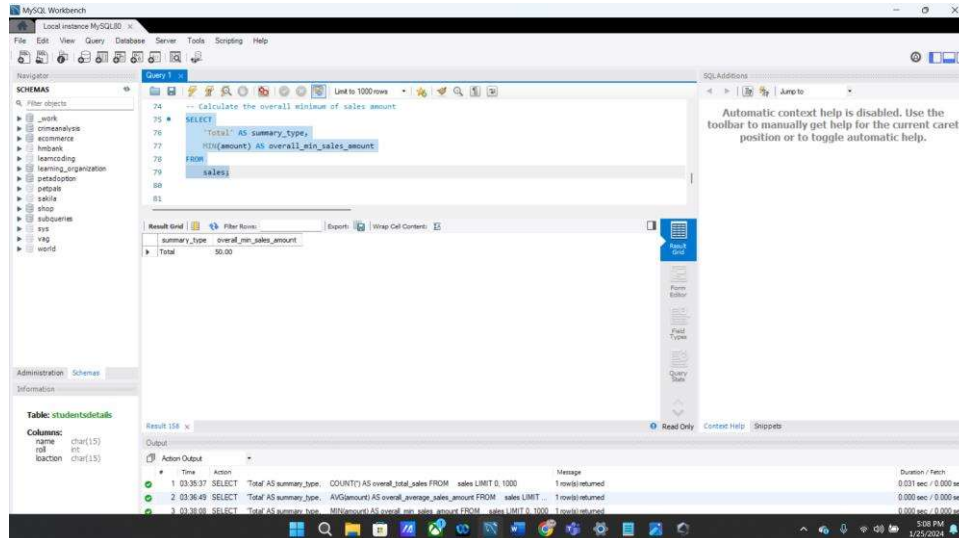 MySQL Workbench
Local instance MySQL80
File Edit View Query Database Server Tools Scripting Help
Navigator
SCHEMAS
Filter objects
_work
crimeanalysis
ecommerce
hmbank
learncoding
learning_organization
petadoption
petpals
sakila
shop
subqueries
sys
vag
world
Administration Schemas
Information
Table: studentsdetails
Columns:
name char(15)
roll int
loaction char(15)
Query 1
Limit to 1000 rows
74 -- Calculate the overall minimum of sales amount
75 SELECT
76 'Total' AS summary_type,
77 MIN(amount) AS overall_min_sales_amount
78 FROM
79 sales;
80
81
Result Grid Filter Rows: Export: Wrap Cell Content:
summary_type overall_min_sales_amount
Total 50.00
Result Grid
Form Editor
Field Types
Query Stats
Result 158
Read Only
Output
Action Output
# Time Action Message Duration / Fetch
1 03:35:37 SELECT 'Total' AS summary_type, COUNT(*) AS overall_total_sales FROM sales LIMIT 0, 1000 1 row(s) returned 0.031 sec / 0.000 se
2 03:36:49 SELECT 'Total' AS summary_type, AVG(amount) AS overall_average_sales_amount FROM sales LIMIT ... 1 row(s) returned 0.000 sec / 0.000 se
3 03:38:08 SELECT 'Total' AS summary_type, MIN(amount) AS overall_min_sales_amount FROM sales LIMIT 0, 1000 1 row(s) returned 0.000 sec / 0.000 se
SQLAdditions
Jump to
Automatic context help is disabled. Use the
toolbar to manually get help for the current caret
position or to toggle automatic help.
Context Help Snippets
5:08 PM
1/25/2024